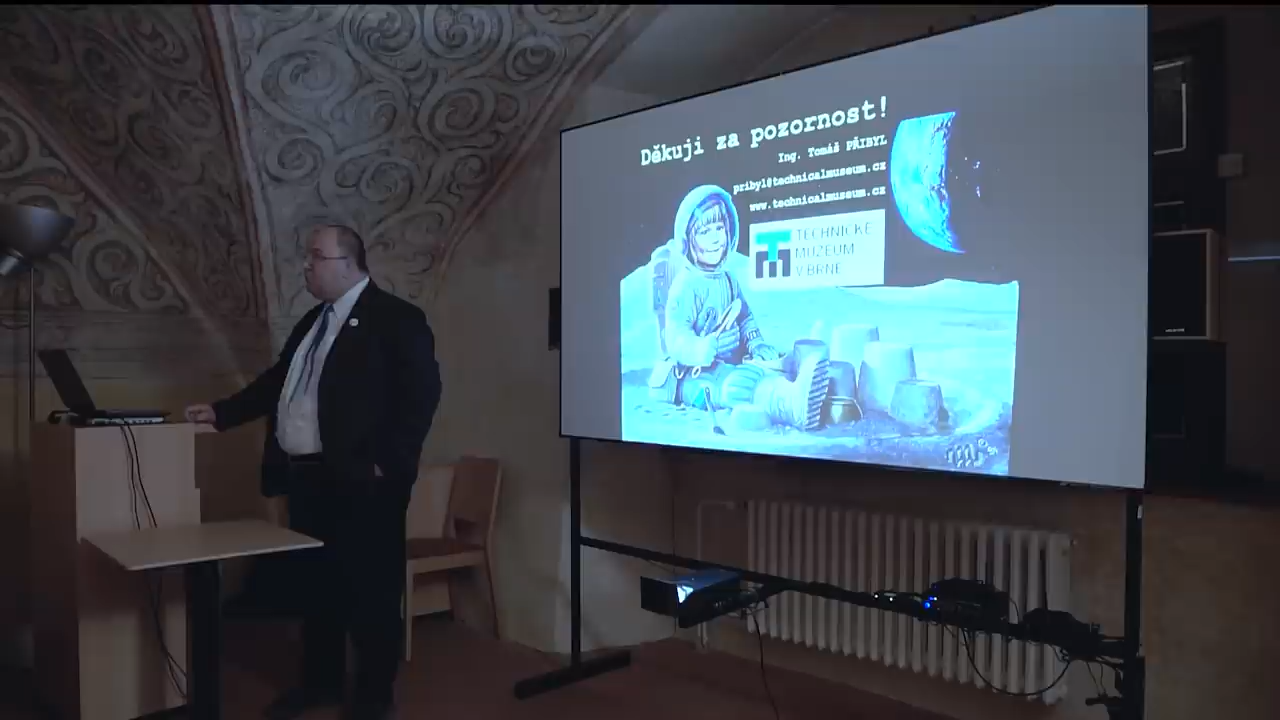 Děkuji za pozornost!
Ing. Tomáš PŘIBYL
pribyl@technicalmuseum.cz
www.technicalmuseum.cz
TECHNICKÉ
MUZEUM
V BRNĚ